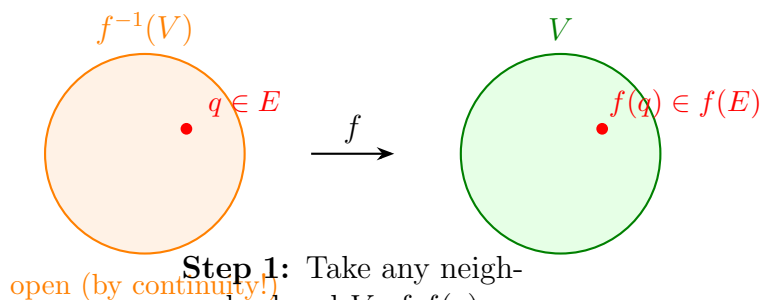 f⁻¹(V)
V
q ∈ E
f(q) ∈ f(E)
f
Step 1: Take any neigh-
open (by continuity!)